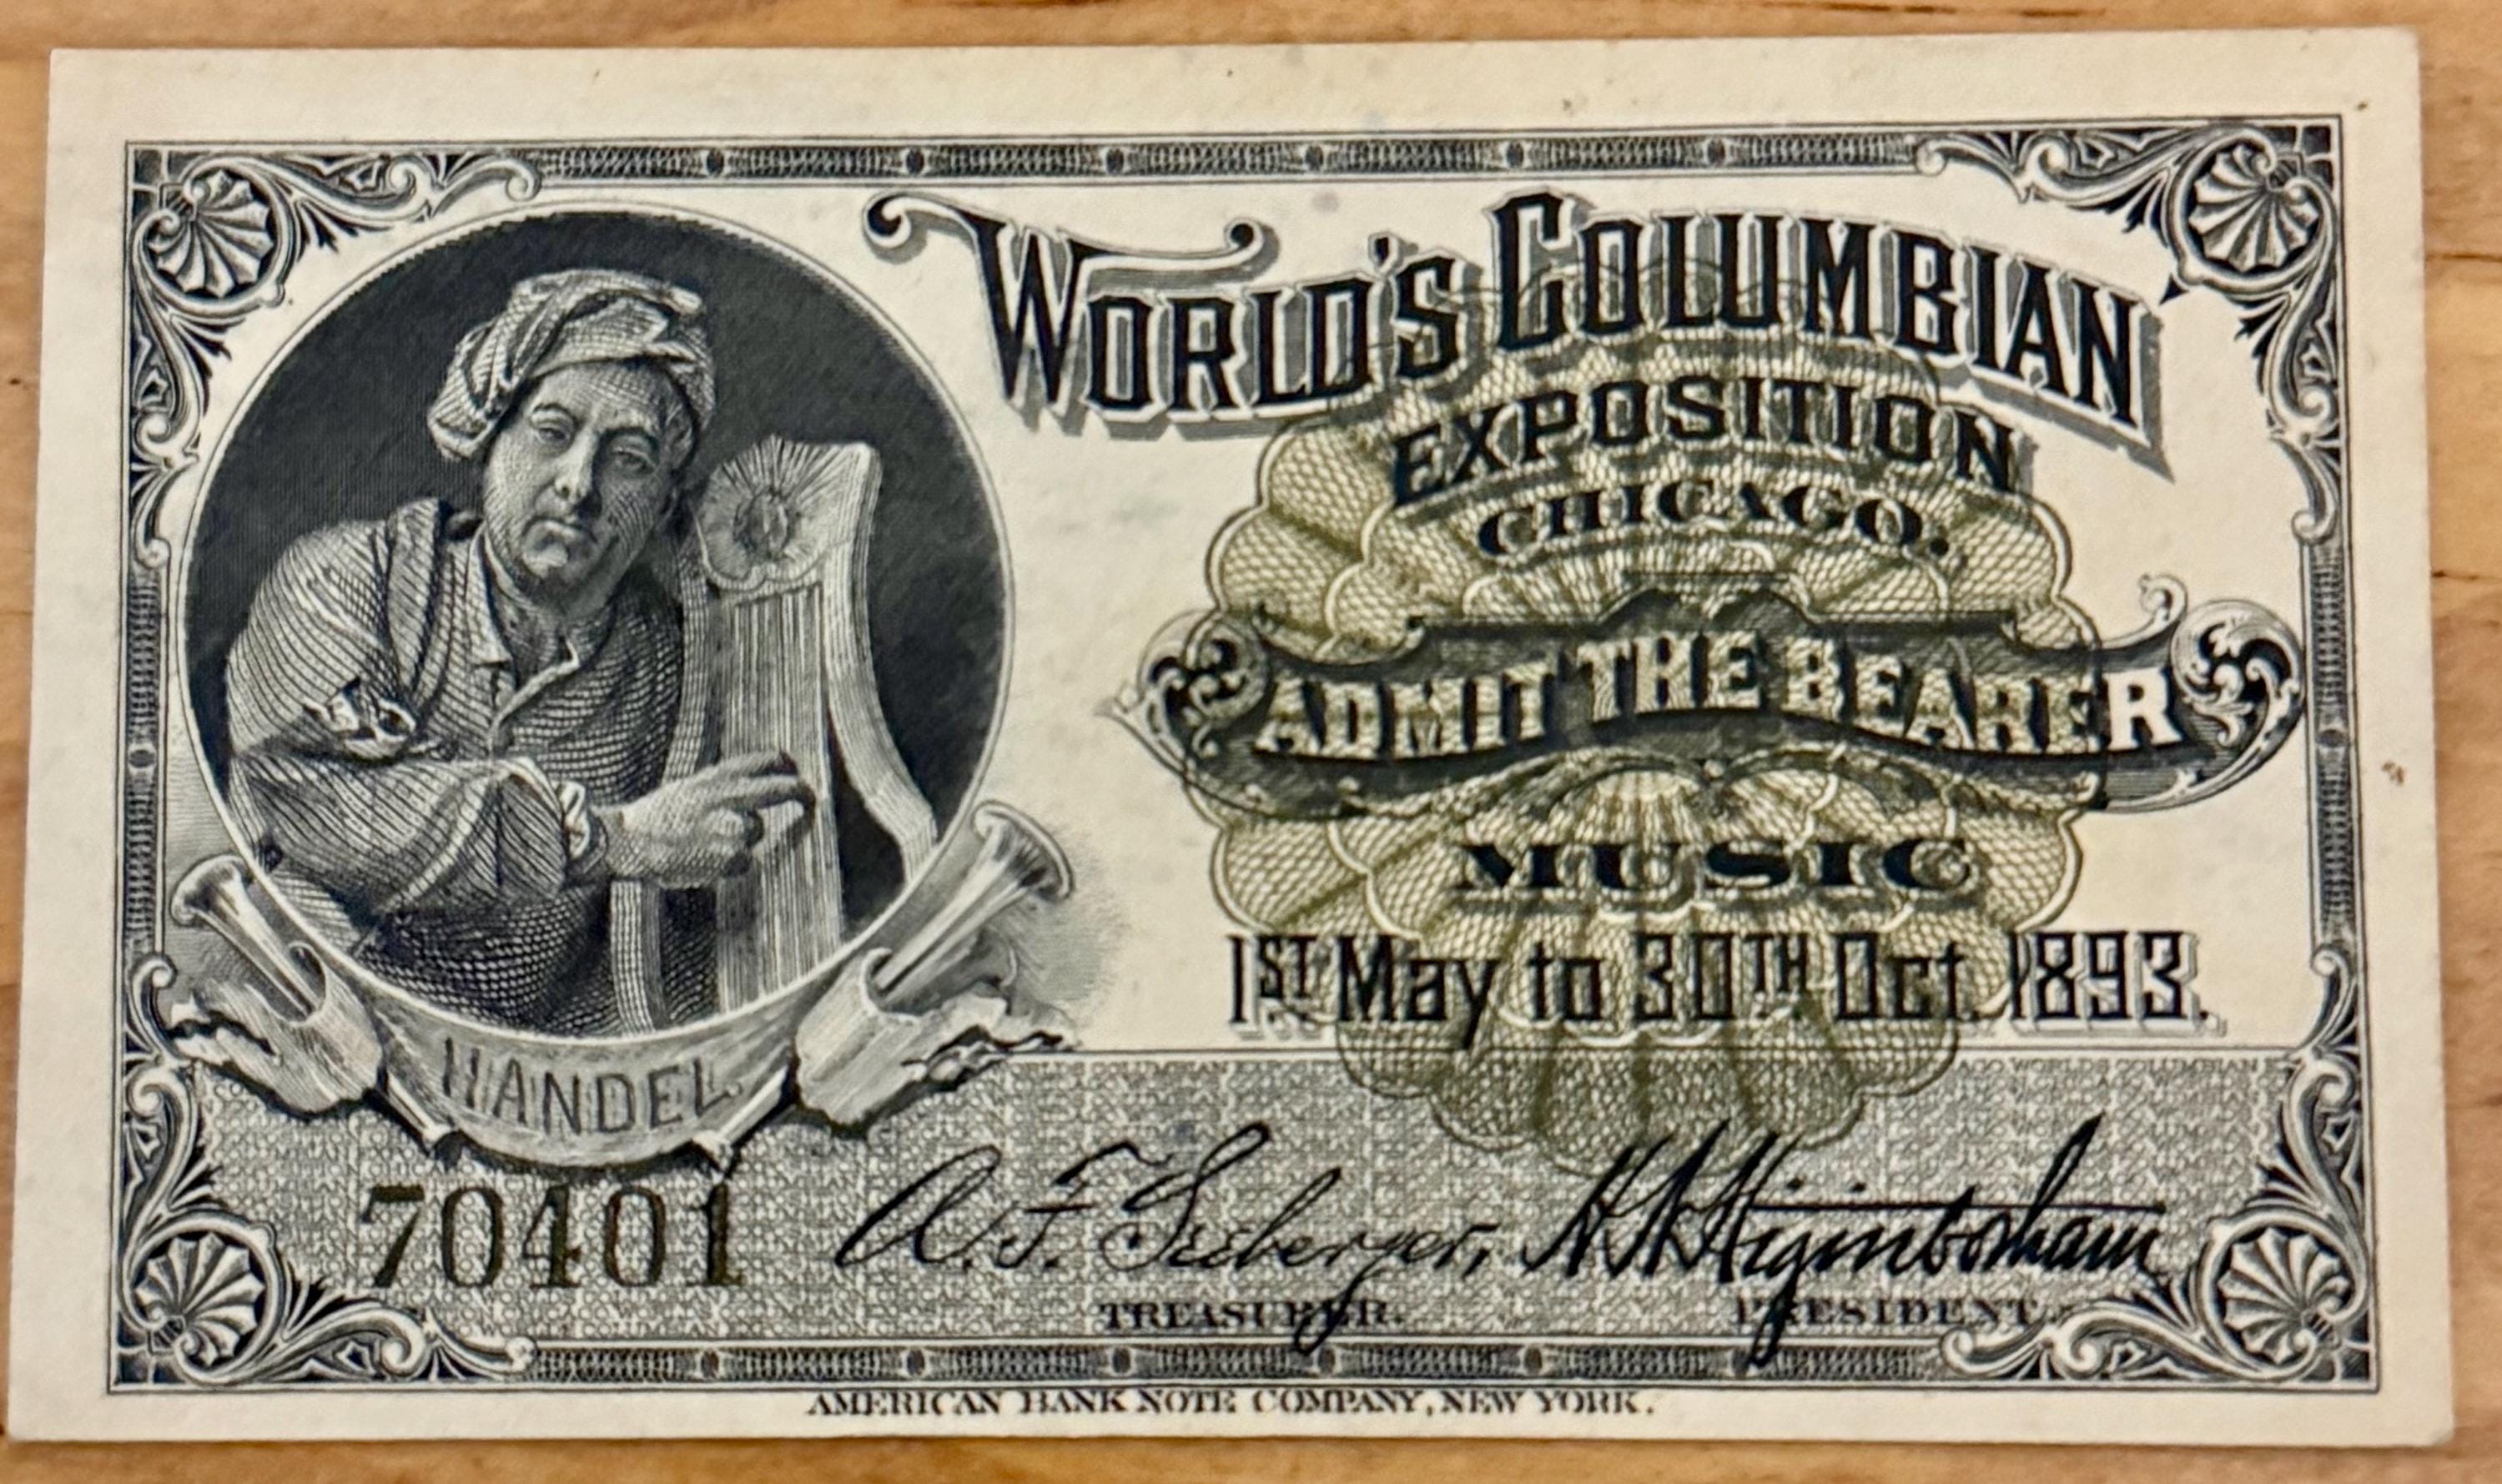 WORLD'S COLUMBIAN
EXPOSITION
CHICAGO.
ADMIT THE BEARER
MUSIC
1ST May to 30TH Oct. 1893.
HANDEL.
70401
A. F. Seeberger,
TREASURER.
H N Higinbotham
PRESIDENT.
AMERICAN BANK NOTE COMPANY, NEW YORK.